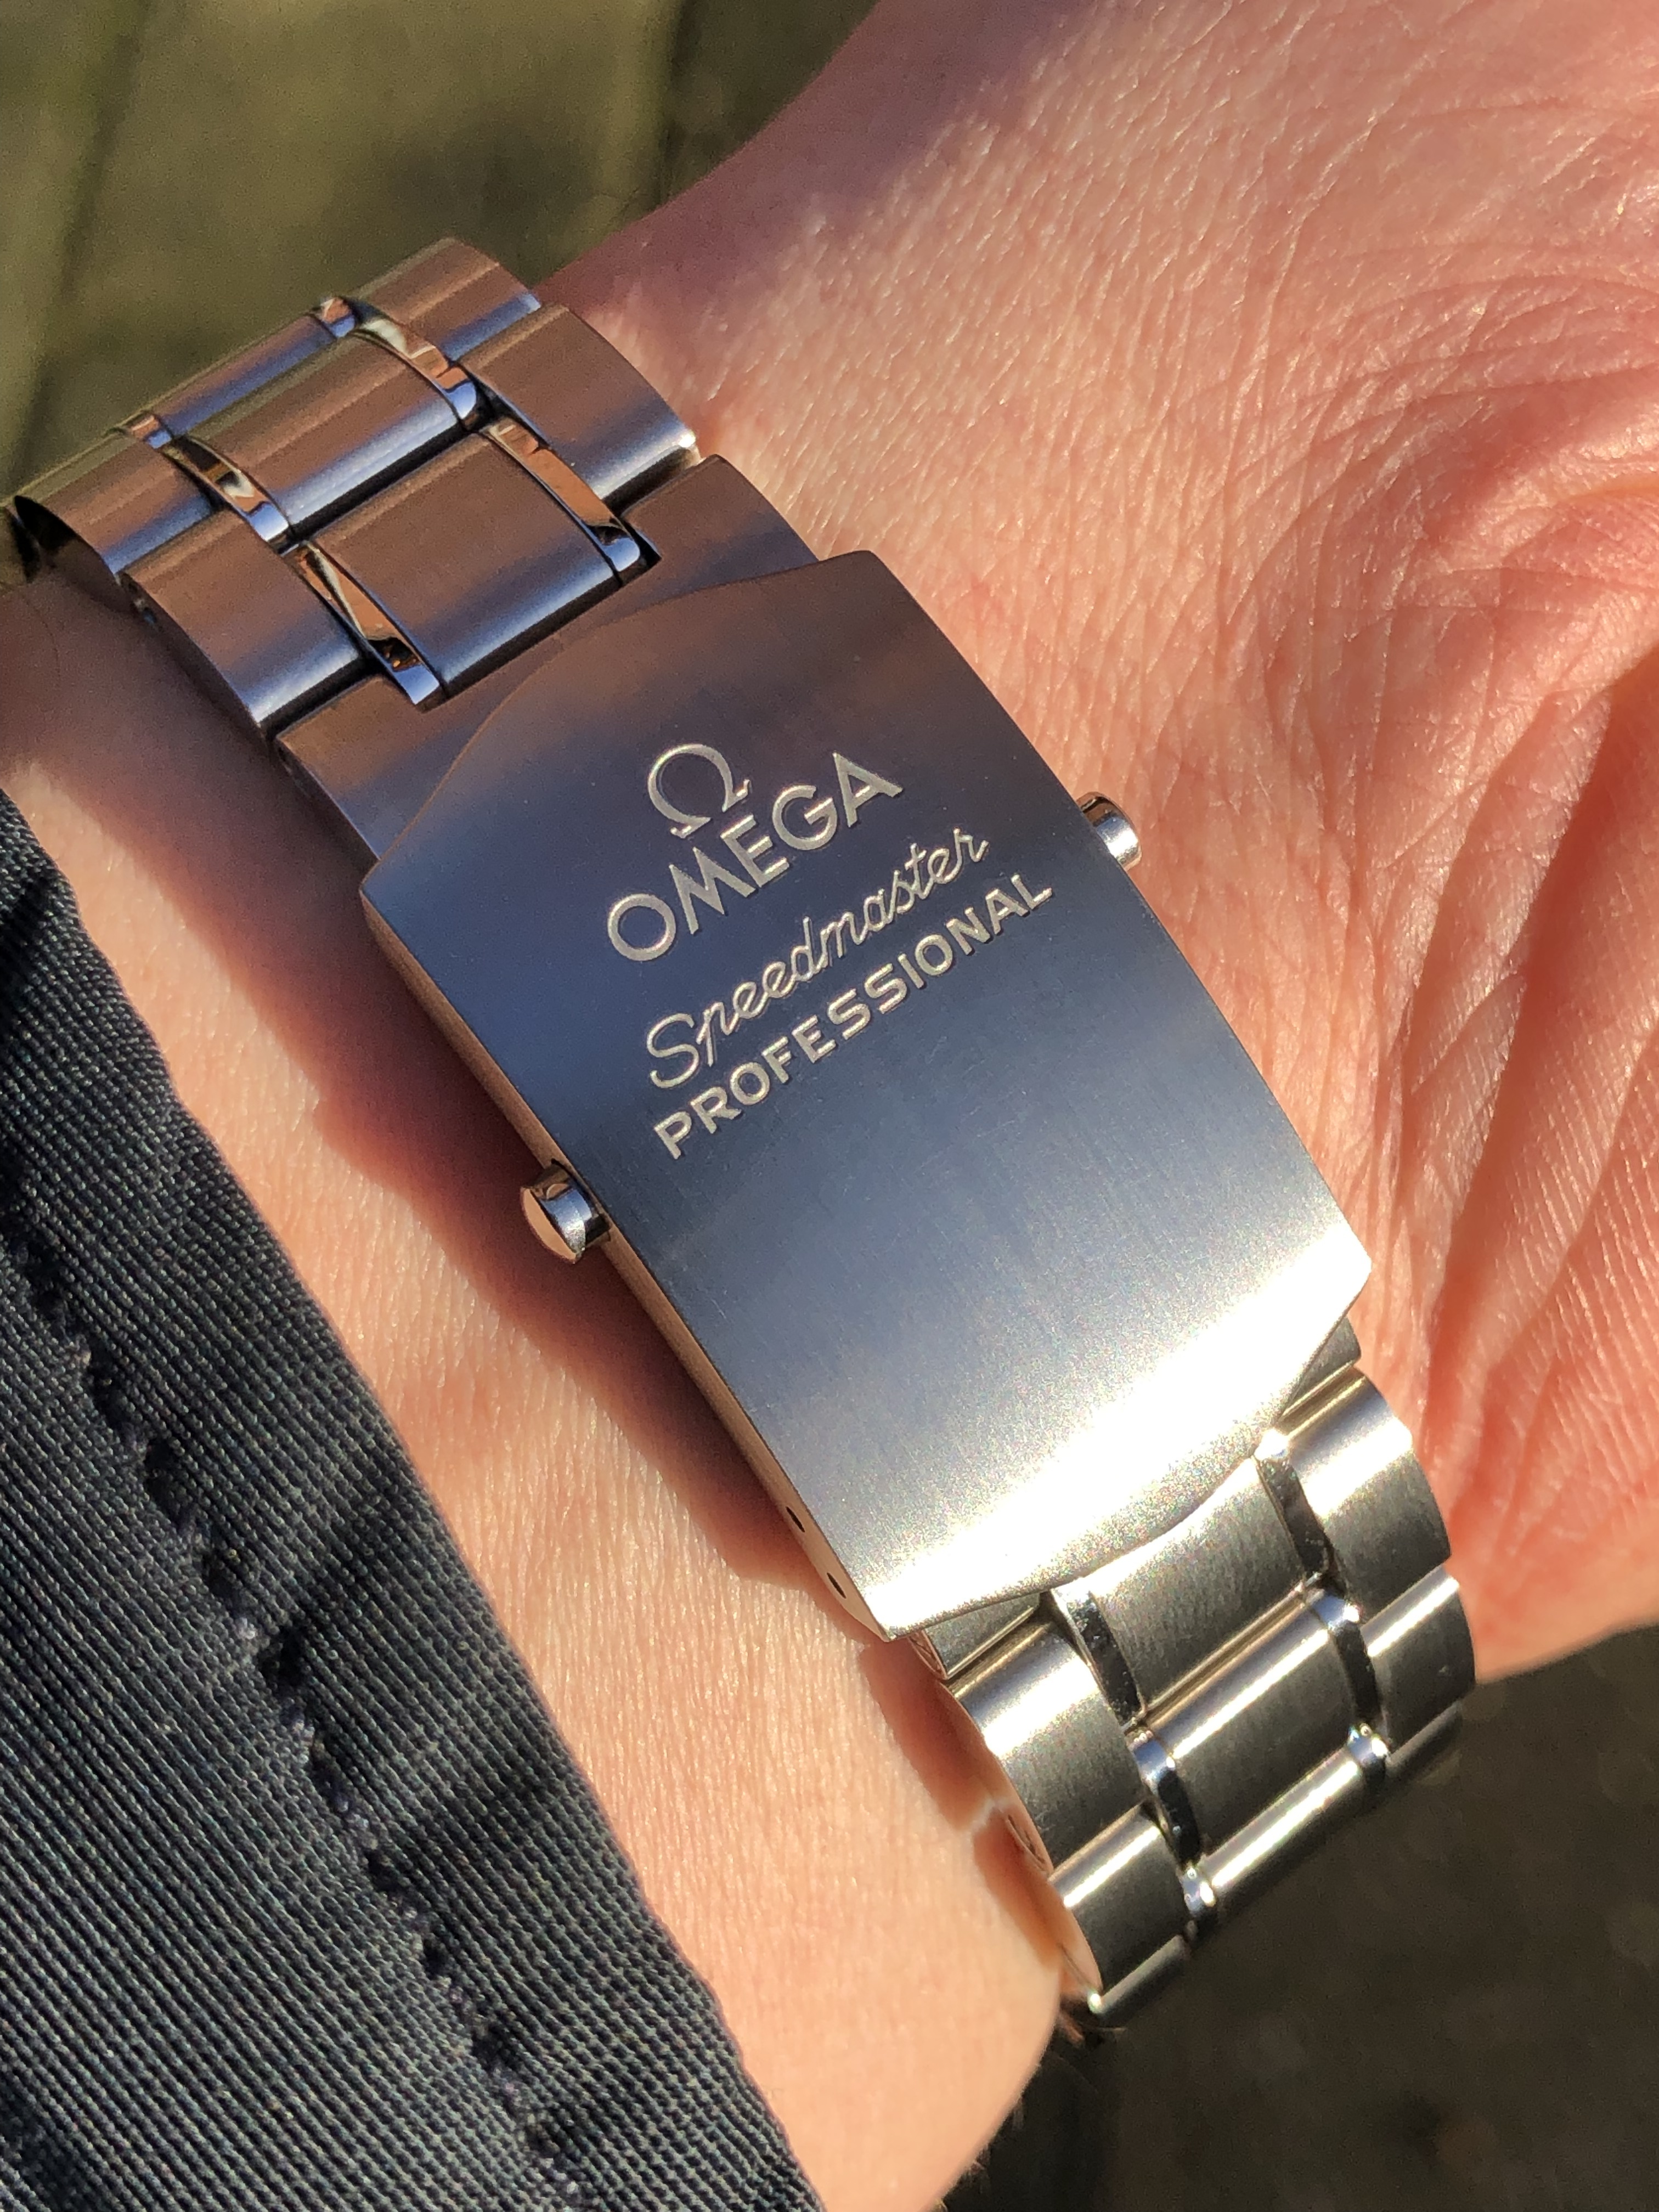 Ω
OMEGA
Speedmaster
PROFESSIONAL